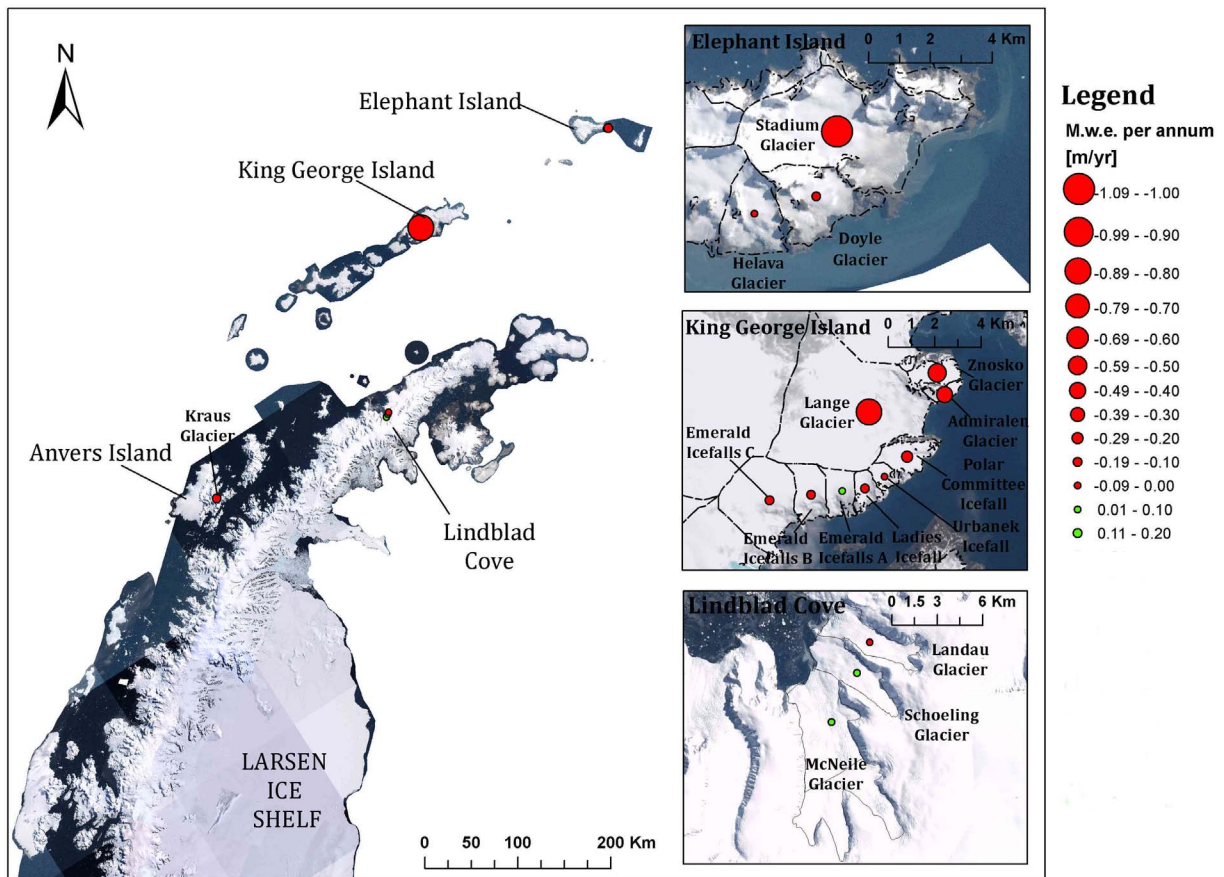 N
Elephant Island
King George Island
Kraus
Glacier
Anvers Island
Lindblad
Cove
LARSEN
ICE
SHELF
0 50 100 200 Km
Elephant Island
0 1 2 4 Km
Stadium
Glacier
Helava
Glacier
Doyle
Glacier
King George Island
0 1 2 4 Km
Znosko
Glacier
Lange
Glacier
Admiralen
Glacier
Emerald
Icefalls C
Polar
Committee
Icefall
Emerald
Icefalls B
Emerald
Icefalls A
Ladies
Icefall
Urbanek
Icefall
Lindblad Cove
0 1.5 3 6 Km
Landau
Glacier
Schoeling
Glacier
McNeile
Glacier
Legend
M.w.e. per annum
[m/yr]
-1.09 - -1.00
-0.99 - -0.90
-0.89 - -0.80
-0.79 - -0.70
-0.69 - -0.60
-0.59 - -0.50
-0.49 - -0.40
-0.39 - -0.30
-0.29 - -0.20
-0.19 - -0.10
-0.09 - 0.00
0.01 - 0.10
0.11 - 0.20